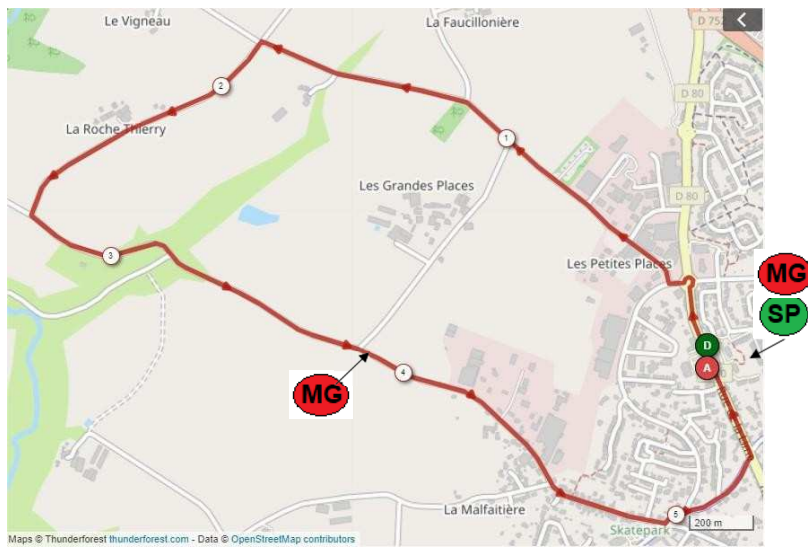 Le Vigneau
La Faucillonière
D 752
D 80
2
La Roche Thierry
1
Les Grandes Places
D 80
3
Les Petites Places
MG
SP
D
A
MG
4
La Malfaitière
5
200 m
Skatepark
Maps © Thunderforest thunderforest.com - Data © OpenStreetMap contributors